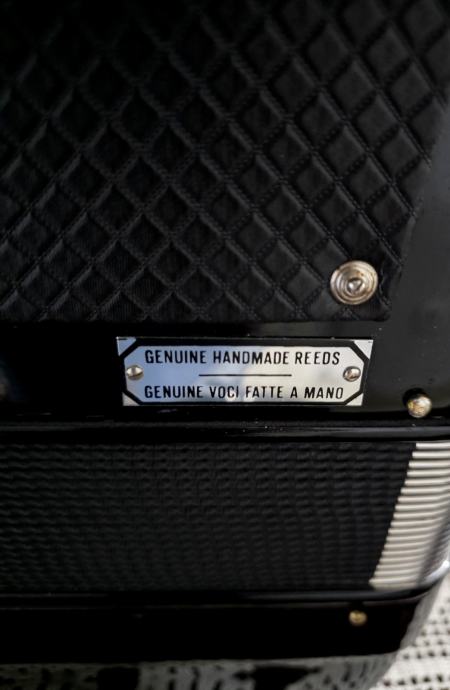 GENUINE HANDMADE REEDS
GENUINE VOCI FATTE A MANO